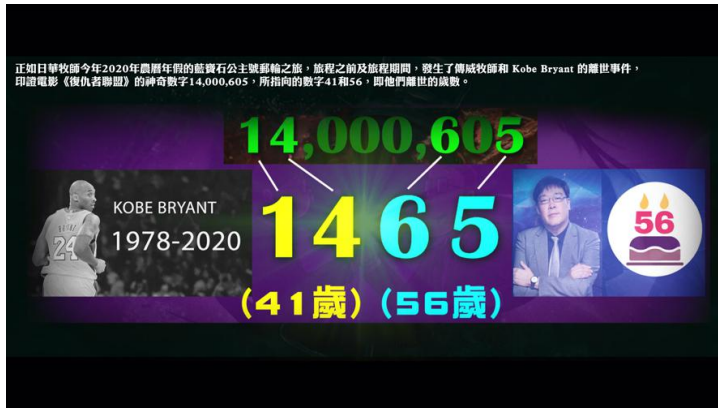 正如日華牧師今年2020年農曆年假的藍寶石公主號郵輪之旅，旅程之前及旅程期間，發生了傳威牧師和 Kobe Bryant 的離世事件，
印證電影《復仇者聯盟》的神奇數字14,000,605，所指向的數字41和56，即他們離世的歲數。
14,000,605
KOBE BRYANT
1978-2020
1465
56
24
(41歲) (56歲)